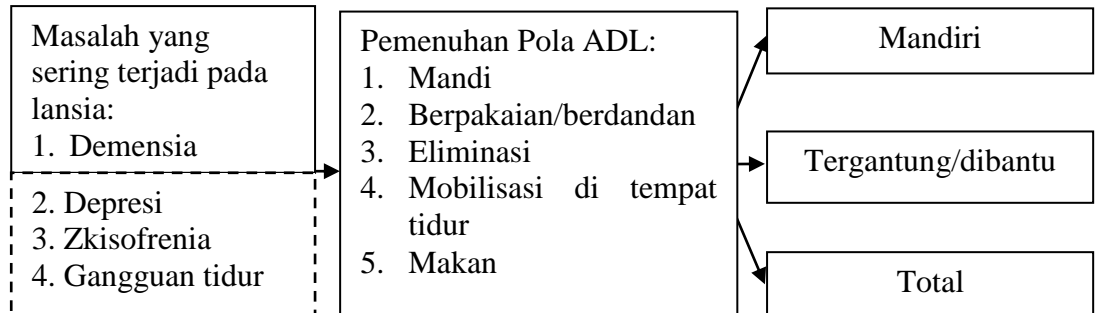 Masalah yang
sering terjadi pada
lansia:
1. Demensia
2. Depresi
3. Zkisofrenia
4. Gangguan tidur
Pemenuhan Pola ADL:
1. Mandi
2. Berpakaian/berdandan
3. Eliminasi
4. Mobilisasi di tempat
tidur
5. Makan
Mandiri
Tergantung/dibantu
Total